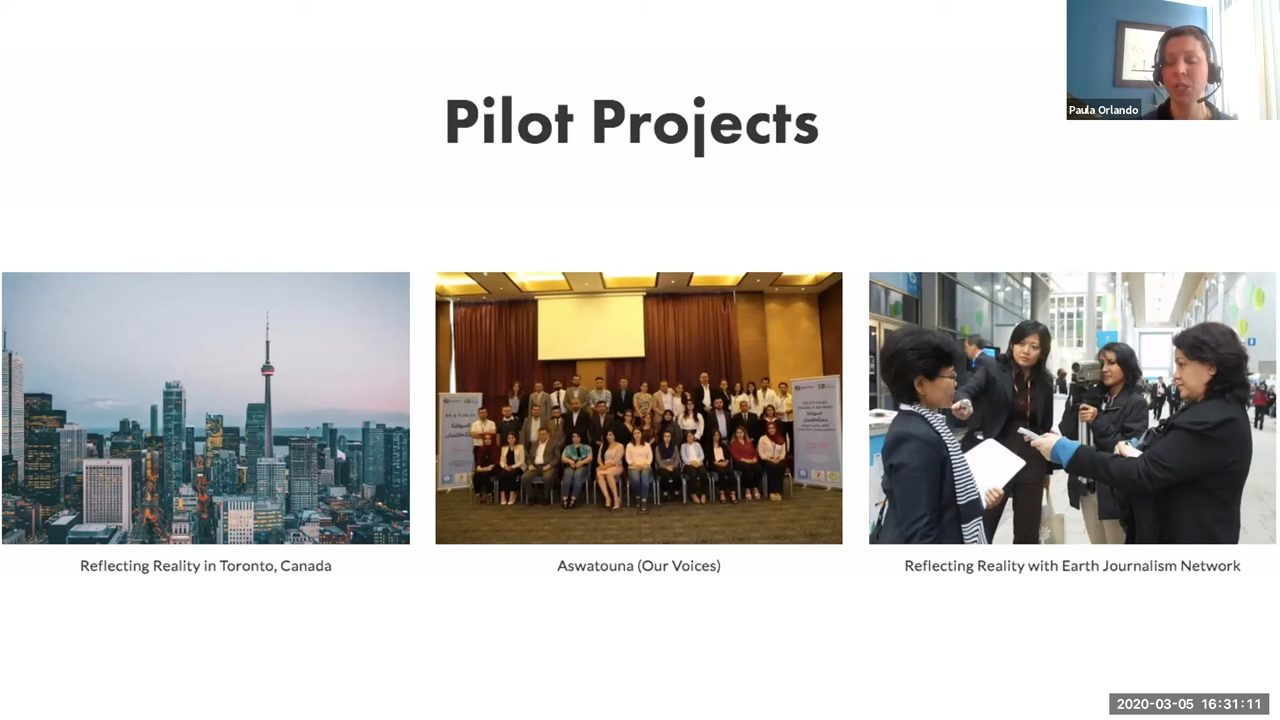 Pilot Projects
Paula Orlando
Reflecting Reality in Toronto, Canada
Aswatouna (Our Voices)
Reflecting Reality with Earth Journalism Network
2020-03-05 16:31:11